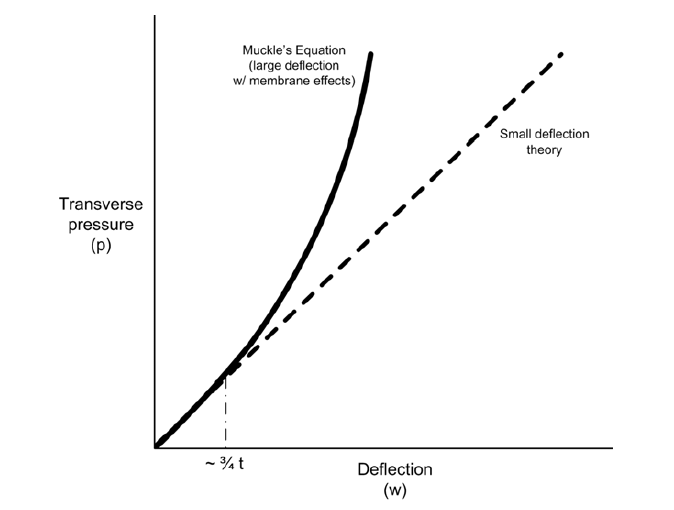 Muckle's Equation
(large deflection
w/ membrane effects)
Small deflection
theory
Transverse
pressure
(p)
~ ¾ t
Deflection
(w)